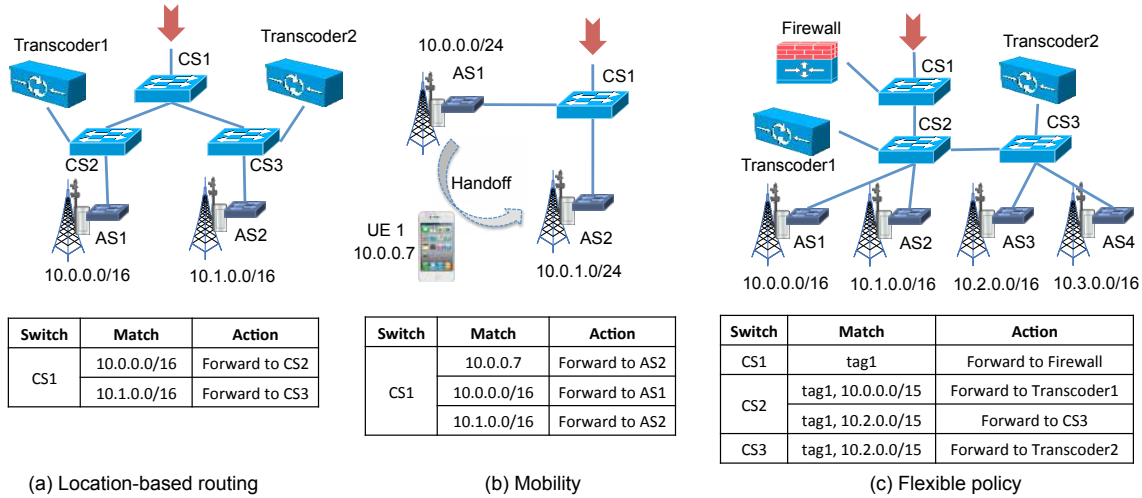 Transcoder1
Transcoder2
CS1
CS2
CS3
AS1
AS2
10.0.0.0/16
10.1.0.0/16
Switch Match Action
CS1 10.0.0.0/16 Forward to CS2
10.1.0.0/16 Forward to CS3
(a) Location-based routing
10.0.0.0/24
AS1
CS1
Handoff
UE 1
10.0.0.7
AS2
10.0.1.0/24
Switch Match Action
CS1 10.0.0.7 Forward to AS2
10.0.0.0/16 Forward to AS1
10.1.0.0/16 Forward to AS2
(b) Mobility
Firewall
CS1
Transcoder2
CS2
CS3
Transcoder1
AS1
AS2
AS3
AS4
10.0.0.0/16
10.1.0.0/16
10.2.0.0/16
10.3.0.0/16
Switch Match Action
CS1 tag1 Forward to Firewall
CS2 tag1, 10.0.0.0/15 Forward to Transcoder1
tag1, 10.2.0.0/15 Forward to CS3
CS3 tag1, 10.2.0.0/15 Forward to Transcoder2
(c) Flexible policy